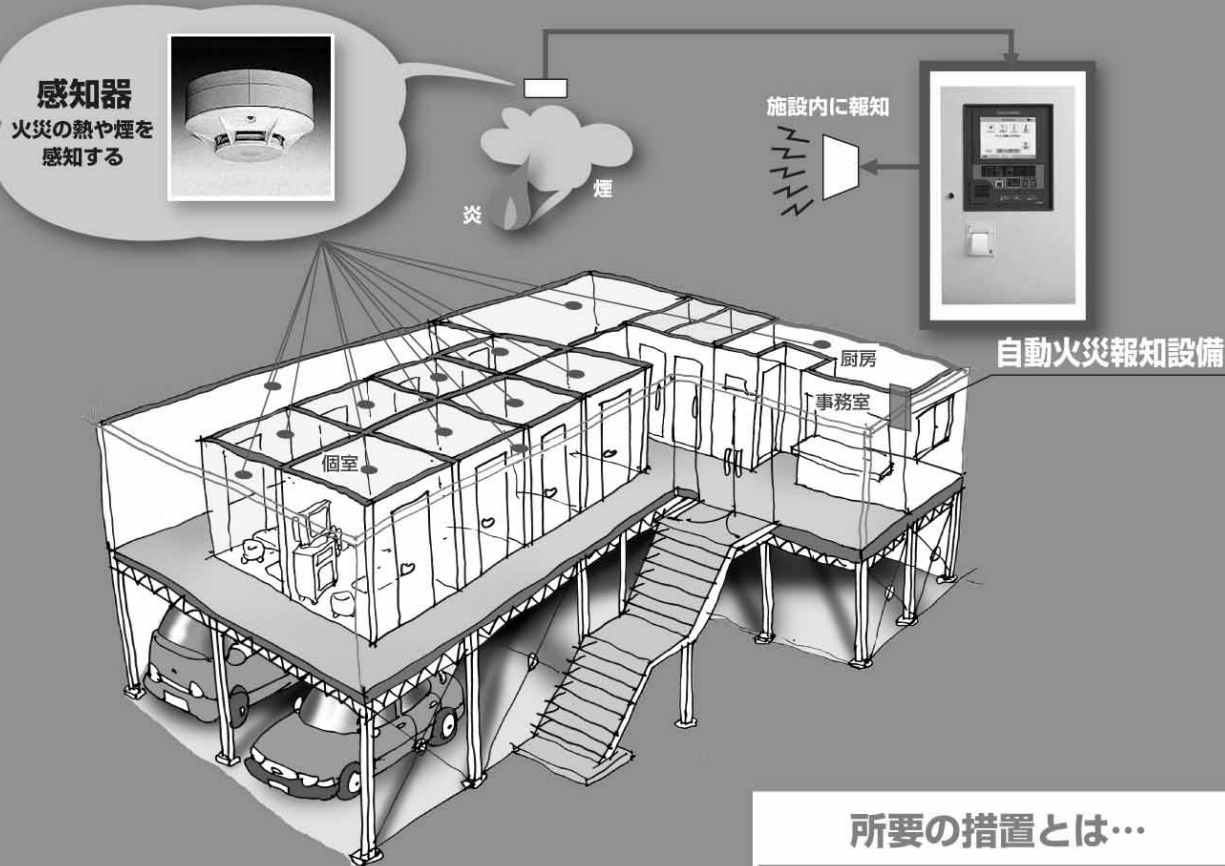 感知器
火災の熱や煙を
感知する
炎
煙
施設内に報知
自動火災報知設備
厨房
事務室
個室
所要の措置とは…